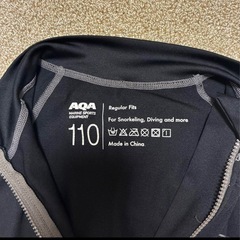 AQA
MARINE SPORTS
EQUIPMENT
110
Regular Fits
For Snorkeling, Diving and more
Made in China